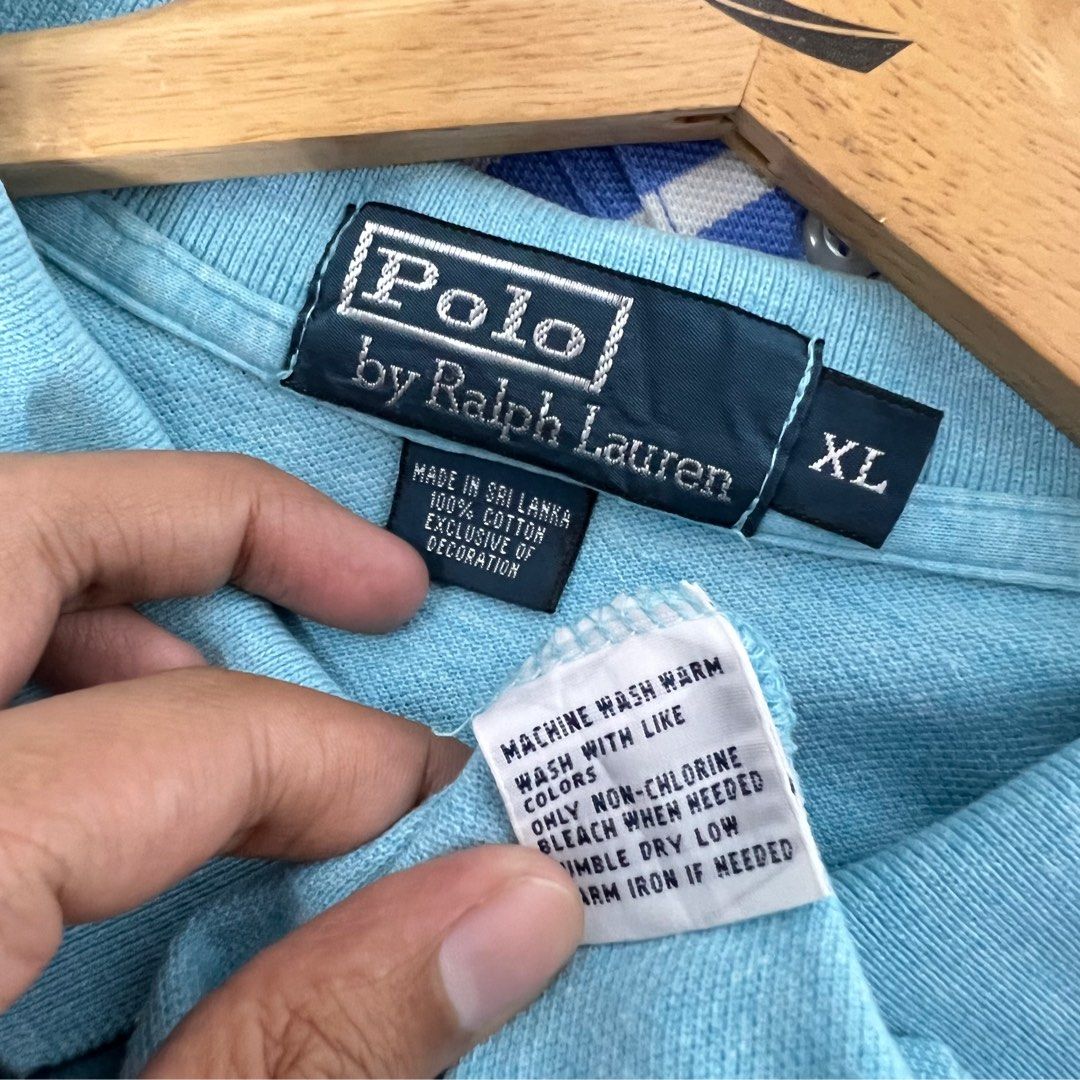 Polo
by Ralph Lauren
XL
MADE IN SRI LANKA
100% COTTON
EXCLUSIVE OF
DECORATION
MACHINE WASH WARM
WASH WITH LIKE
COLORS
ONLY NON-CHLORINE
BLEACH WHEN NEEDED
UMBLE DRY LOW
ARM IRON IF NEEDED